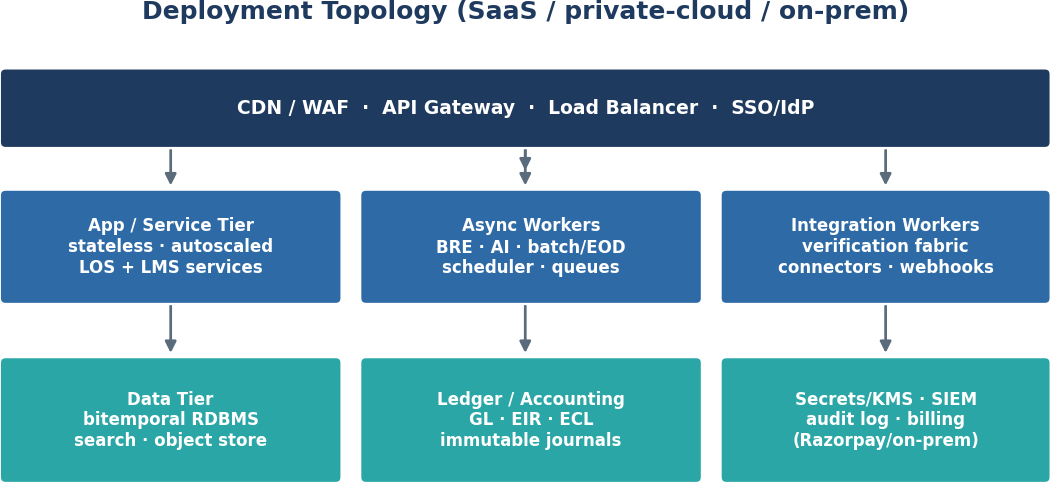 Deployment Topology (SaaS / private-cloud / on-prem)
CDN / WAF · API Gateway · Load Balancer · SSO/IdP
App / Service Tier
stateless · autoscaled
LOS + LMS services
Async Workers
BRE · AI · batch/EOD
scheduler · queues
Integration Workers
verification fabric
connectors · webhooks
Data Tier
bitemporal RDBMS
search · object store
Ledger / Accounting
GL · EIR · ECL
immutable journals
Secrets/KMS · SIEM
audit log · billing
(Razorpay/on-prem)